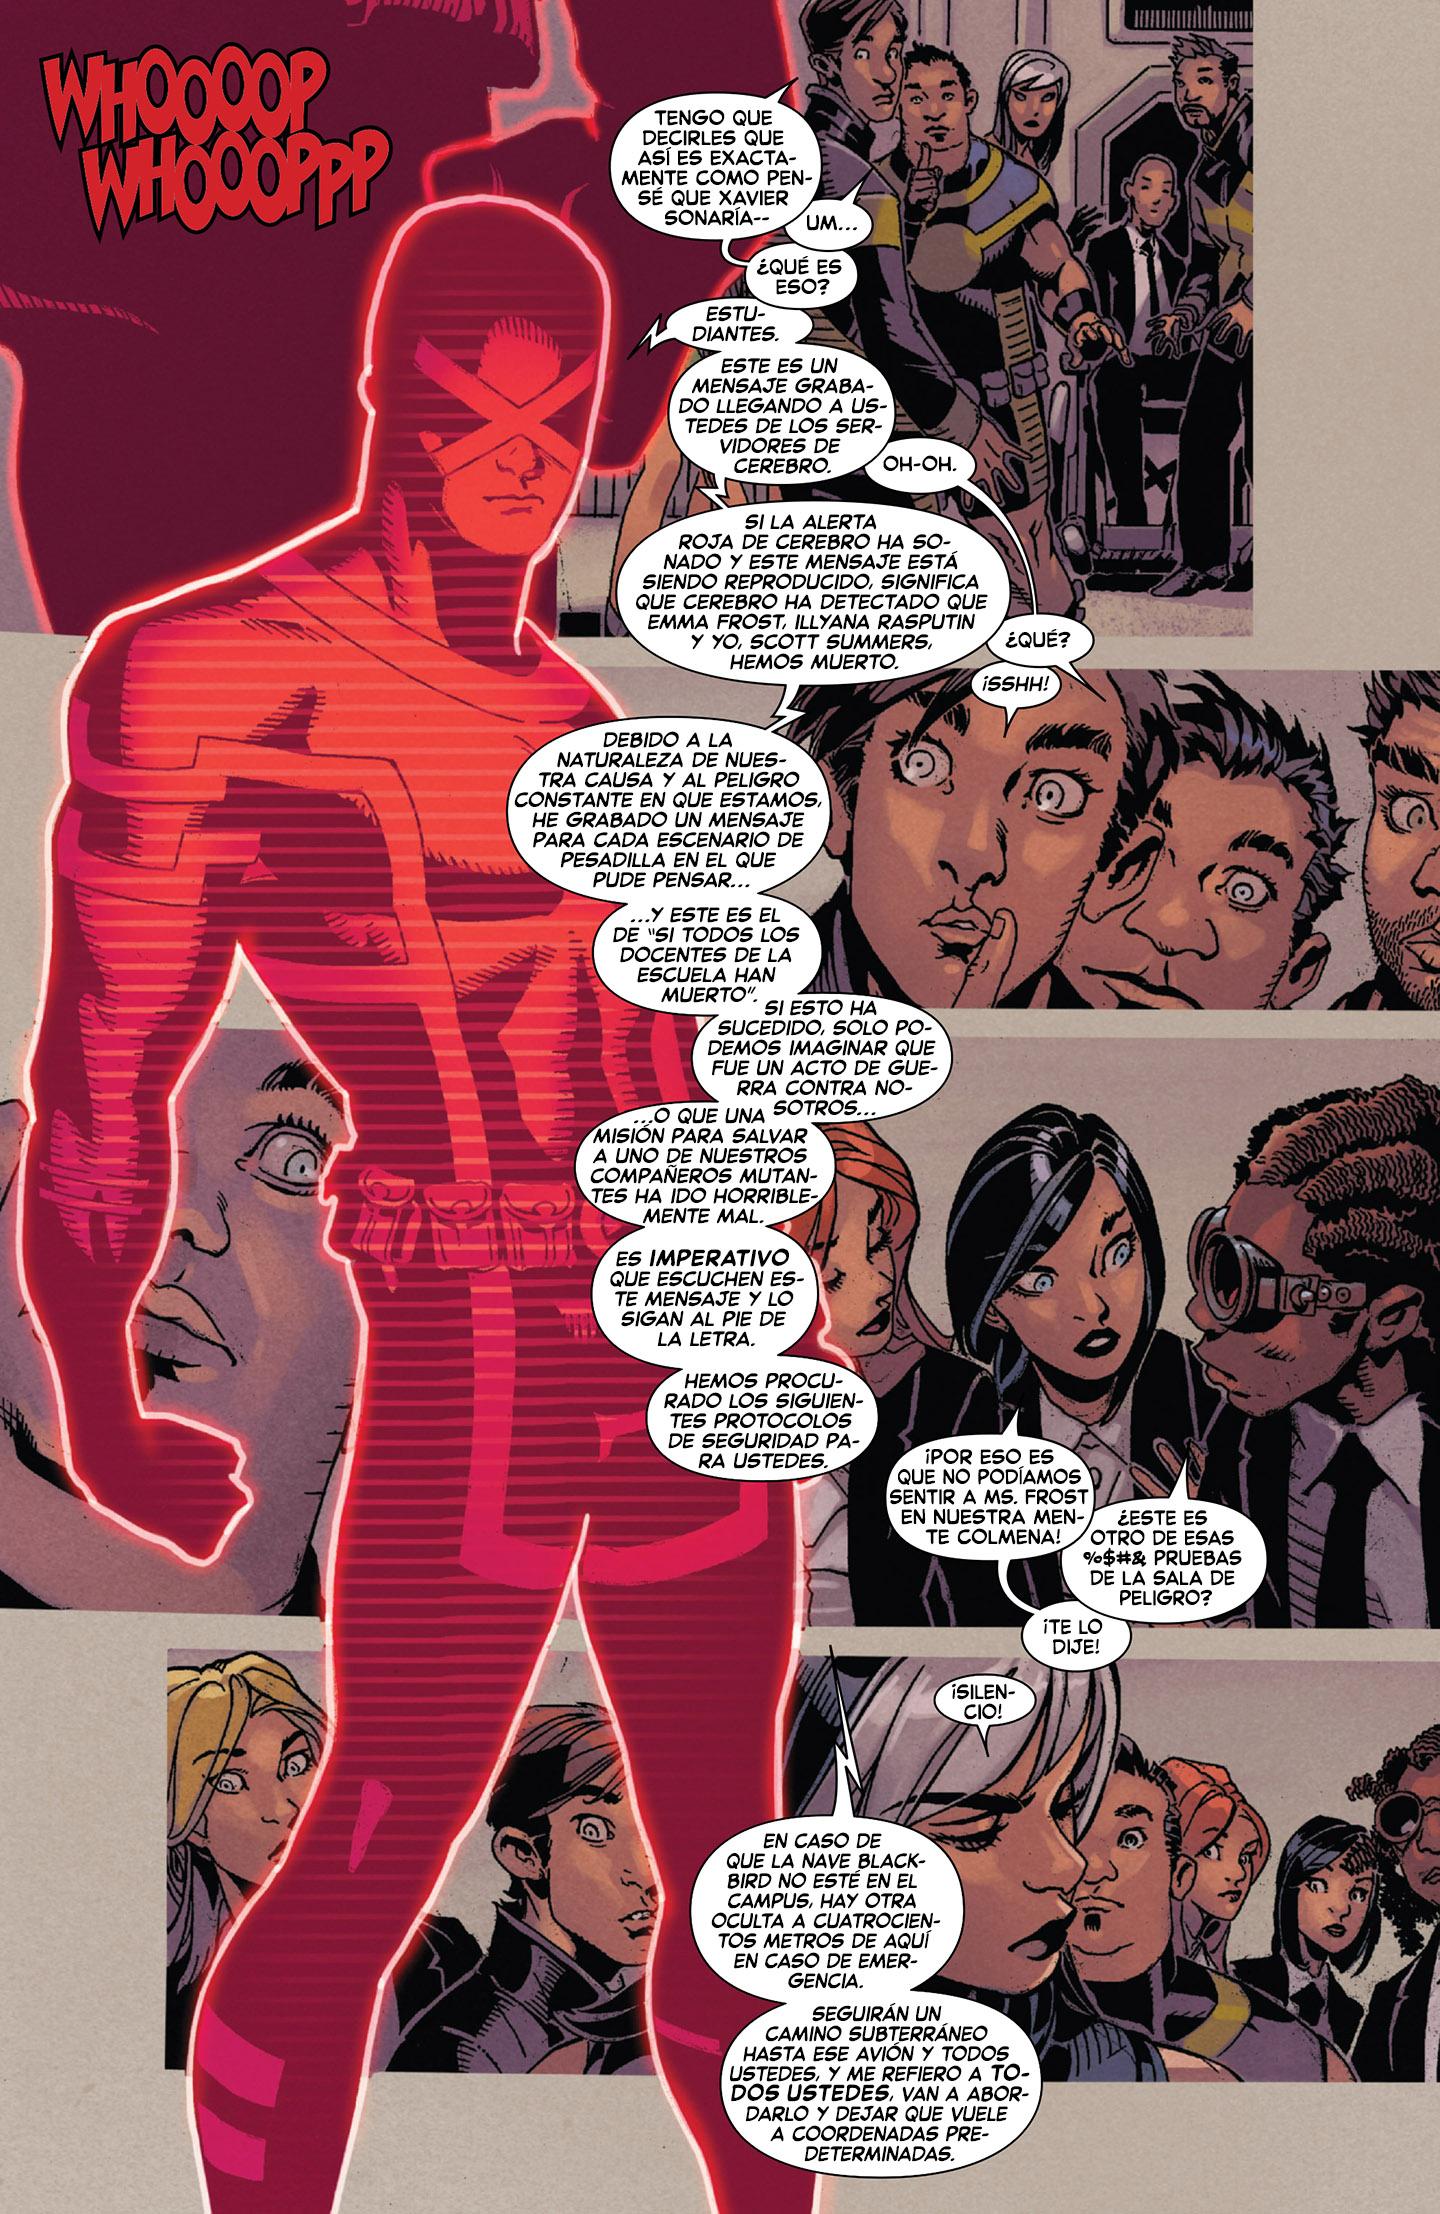 WHOOOOP
WHOOOPPP
TENGO QUE
DECIRLES QUE
ASÍ ES EXACTA-
MENTE COMO PEN-
SÉ QUE XAVIER
SONARÍA--
UM...
¿QUÉ ES
ESO?
ESTU-
DIANTES.
ESTE ES UN
MENSAJE GRABA-
DO LLEGANDO A US-
TEDES DE LOS SER-
VIDORES DE
CEREBRO.
OH-OH.
SI LA ALERTA
ROJA DE CEREBRO HA SO-
NADO Y ESTE MENSAJE ESTÁ
SIENDO REPRODUCIDO, SIGNIFICA
QUE CEREBRO HA DETECTADO QUE
EMMA FROST, ILLYANA RASPUTIN
Y YO, SCOTT SUMMERS,
HEMOS MUERTO.
¿QUÉ?
¡SSHH!
DEBIDO A LA
NATURALEZA DE NUES-
TRA CAUSA Y AL PELIGRO
CONSTANTE EN QUE ESTAMOS,
HE GRABADO UN MENSAJE
PARA CADA ESCENARIO DE
PESADILLA EN EL QUE
PUDE PENSAR...
...Y ESTE ES EL
DE "SI TODOS LOS
DOCENTES DE LA
ESCUELA HAN
MUERTO".
SI ESTO HA
SUCEDIDO, SOLO PO-
DEMOS IMAGINAR QUE
FUE UN ACTO DE GUE-
RRA CONTRA NO-
SOTROS...
...O QUE UNA
MISIÓN PARA SALVAR
A UNO DE NUESTROS
COMPAÑEROS MUTAN-
TES HA IDO HORRIBLE-
MENTE MAL.
ES IMPERATIVO
QUE ESCUCHEN ES-
TE MENSAJE Y LO
SIGAN AL PIE DE
LA LETRA.
HEMOS PROCU-
RADO LOS SIGUIEN-
TES PROTOCOLOS
DE SEGURIDAD PA-
RA USTEDES.
¡POR ESO ES
QUE NO PODÍAMOS
SENTIR A MS. FROST
EN NUESTRA MEN-
TE COLMENA!
¿ESTE ES
OTRO DE ESAS
%$#& PRUEBAS
DE LA SALA DE
PELIGRO?
¡TE LO
DIJE!
¡SILEN-
CIO!
EN CASO DE
QUE LA NAVE BLACK-
BIRD NO ESTÉ EN EL
CAMPUS, HAY OTRA
OCULTA A CUATROCIEN-
TOS METROS DE AQUÍ
EN CASO DE EMER-
GENCIA.
SEGUIRÁN UN
CAMINO SUBTERRÁNEO
HASTA ESE AVIÓN Y TODOS
USTEDES, Y ME REFIERO A TO-
DOS USTEDES, VAN A ABOR-
DARLO Y DEJAR QUE VUELE
A COORDENADAS PRE-
DETERMINADAS.